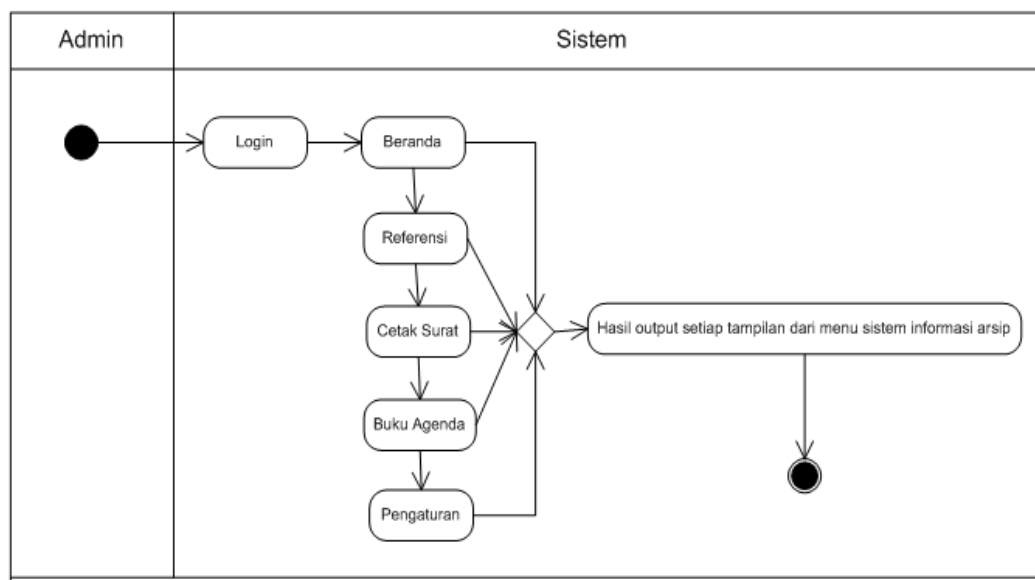 Admin
Sistem
Login
Beranda
Referensi
Cetak Surat
Hasil output setiap tampilan dari menu sistem informasi arsip
Buku Agenda
Pengaturan